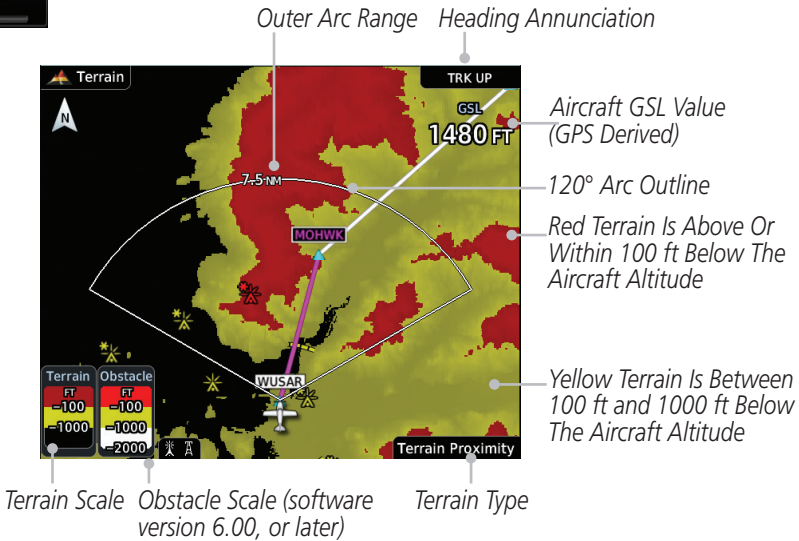 Outer Arc Range
Heading Annunciation
Terrain
TRK UP
N
GSL
1480 FT
Aircraft GSL Value
(GPS Derived)
7.5 NM
120° Arc Outline
MOHWK
Red Terrain Is Above Or
Within 100 ft Below The
Aircraft Altitude
Terrain
FT
-100
-1000
Obstacle
FT
-100
-1000
-2000
WUSAR
Yellow Terrain Is Between
100 ft and 1000 ft Below
The Aircraft Altitude
Terrain Proximity
Terrain Scale
Obstacle Scale (software
version 6.00, or later)
Terrain Type